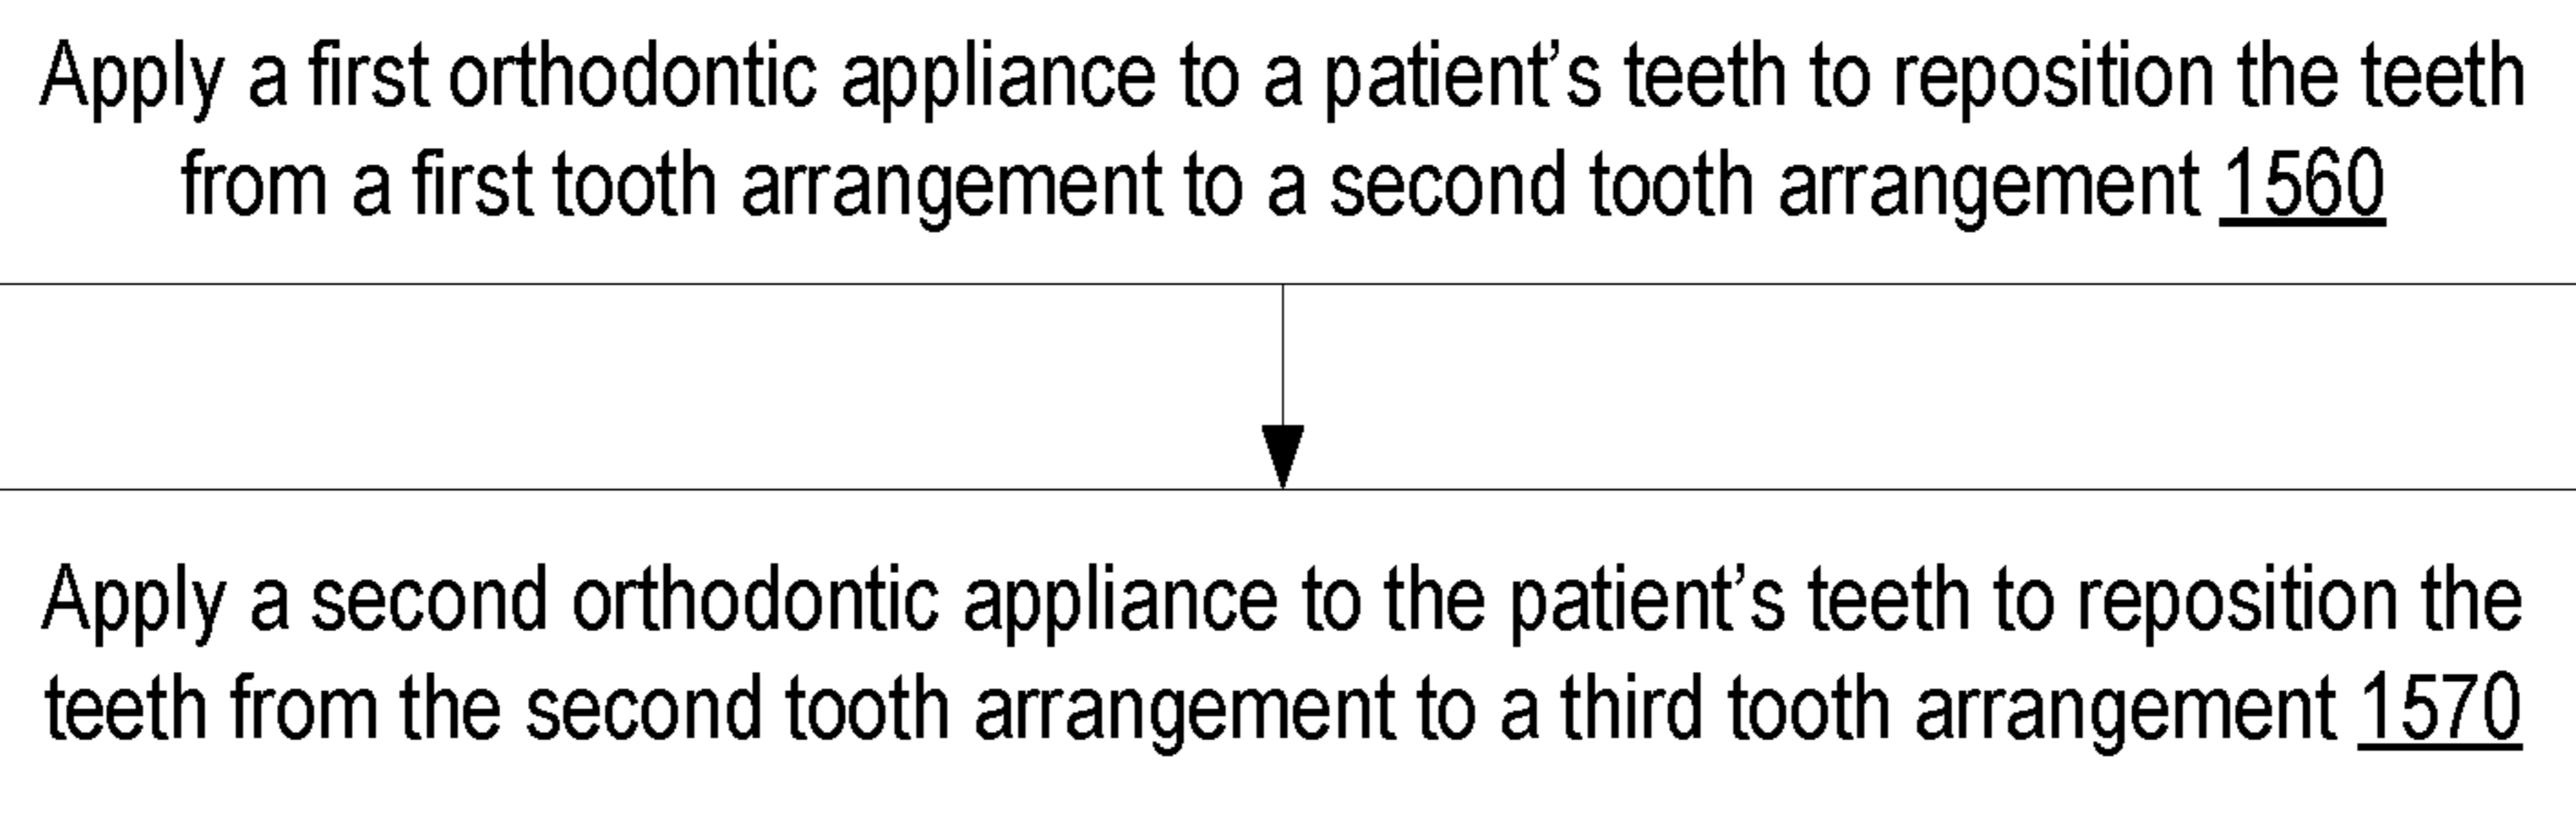 Apply a first orthodontic appliance to a patient’s teeth to reposition the teeth
from a first tooth arrangement to a second tooth arrangement 1560
Apply a second orthodontic appliance to the patient’s teeth to reposition the
teeth from the second tooth arrangement to a third tooth arrangement 1570